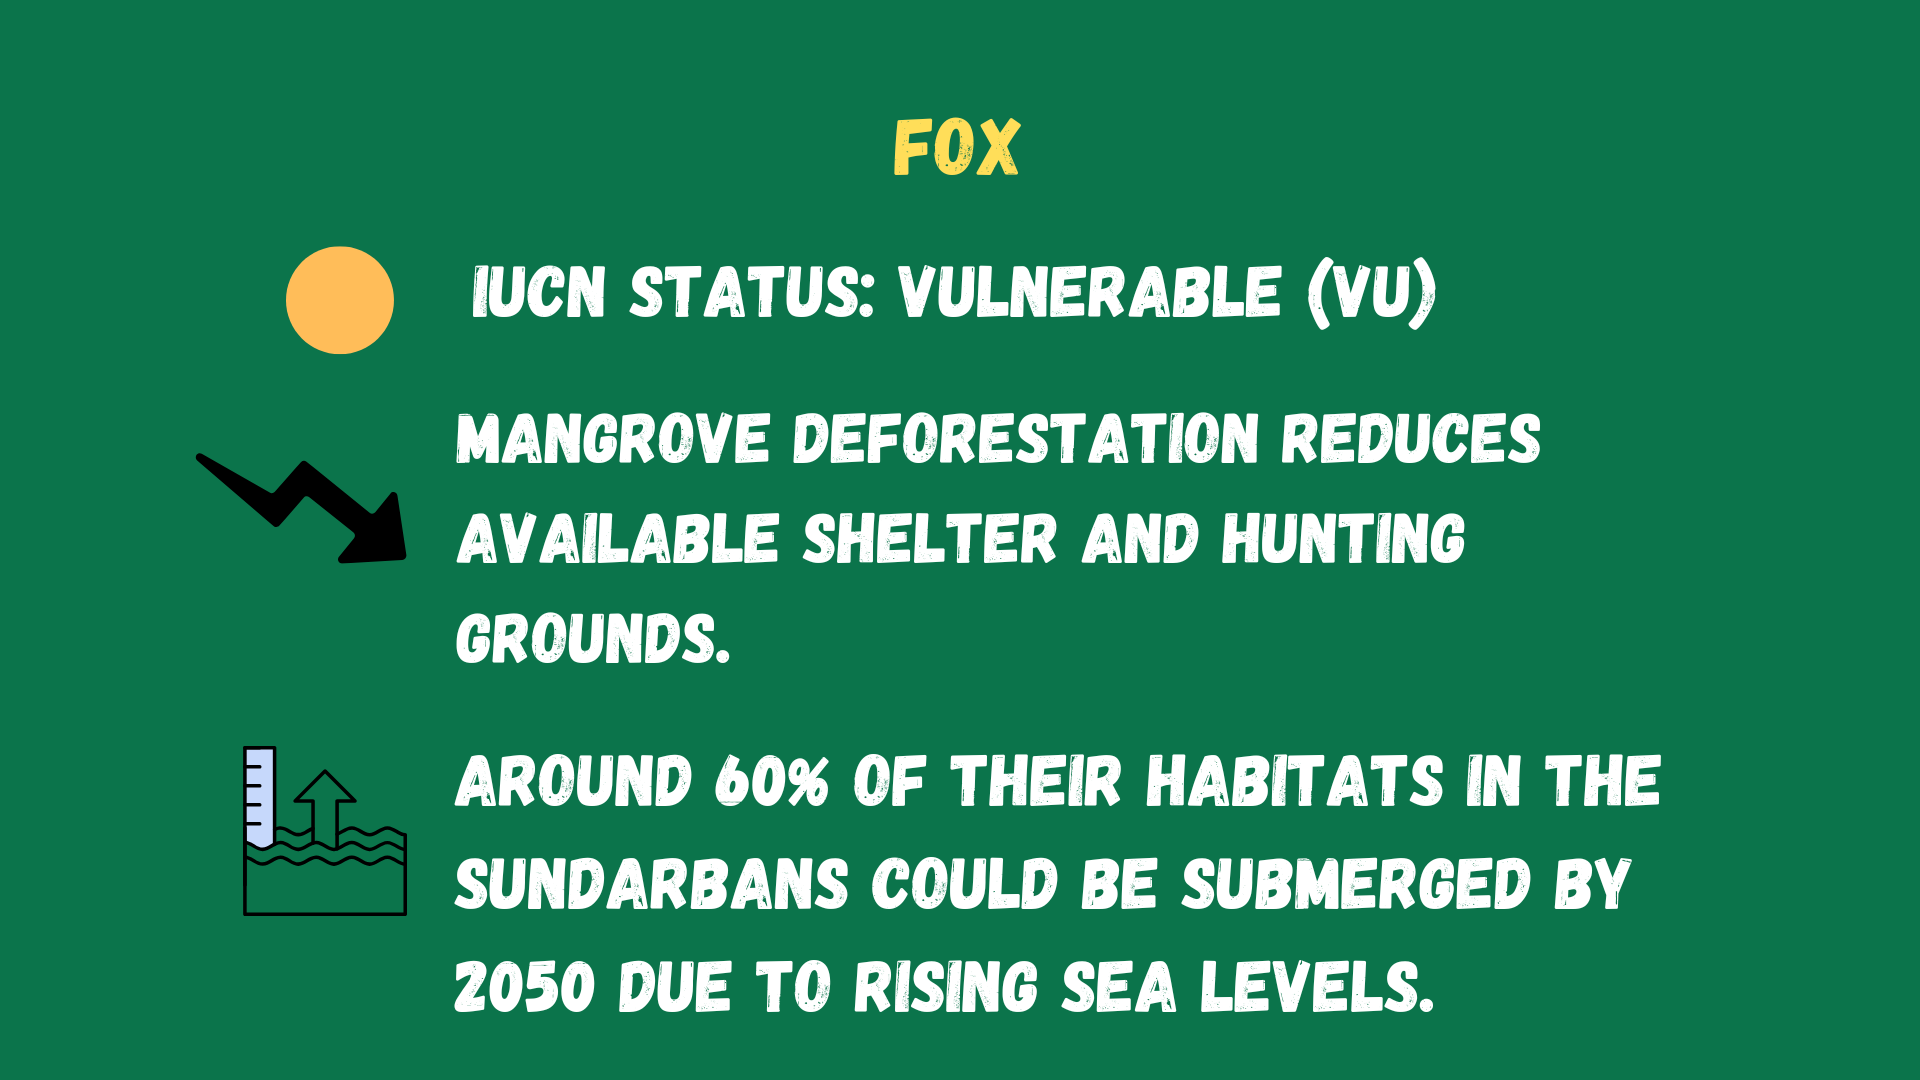 FOX
IUCN STATUS: VULNERABLE (VU)
MANGROVE DEFORESTATION REDUCES
AVAILABLE SHELTER AND HUNTING
GROUNDS.
AROUND 60% OF THEIR HABITATS IN THE
SUNDARBANS COULD BE SUBMERGED BY
2050 DUE TO RISING SEA LEVELS.